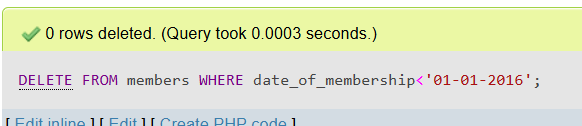 0 rows deleted. (Query took 0.0003 seconds.)
DELETE FROM members WHERE date_of_membership<'01-01-2016';
[ Edit inline ] [ Edit ] [ Create PHP code ]